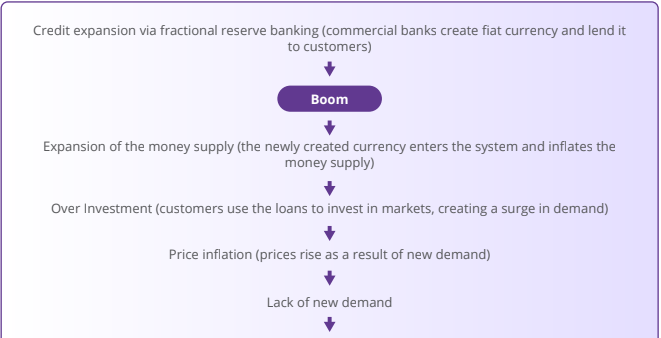 Credit expansion via fractional reserve banking (commercial banks create fiat currency and lend it
to customers)
Boom
Expansion of the money supply (the newly created currency enters the system and inflates the
money supply)
Over Investment (customers use the loans to invest in markets, creating a surge in demand)
Price inflation (prices rise as a result of new demand)
Lack of new demand